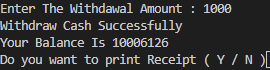 Enter The Withdawal Amount : 1000
Withdraw Cash Successfully
Your Balance Is 10006126
Do you want to print Receipt ( Y / N )